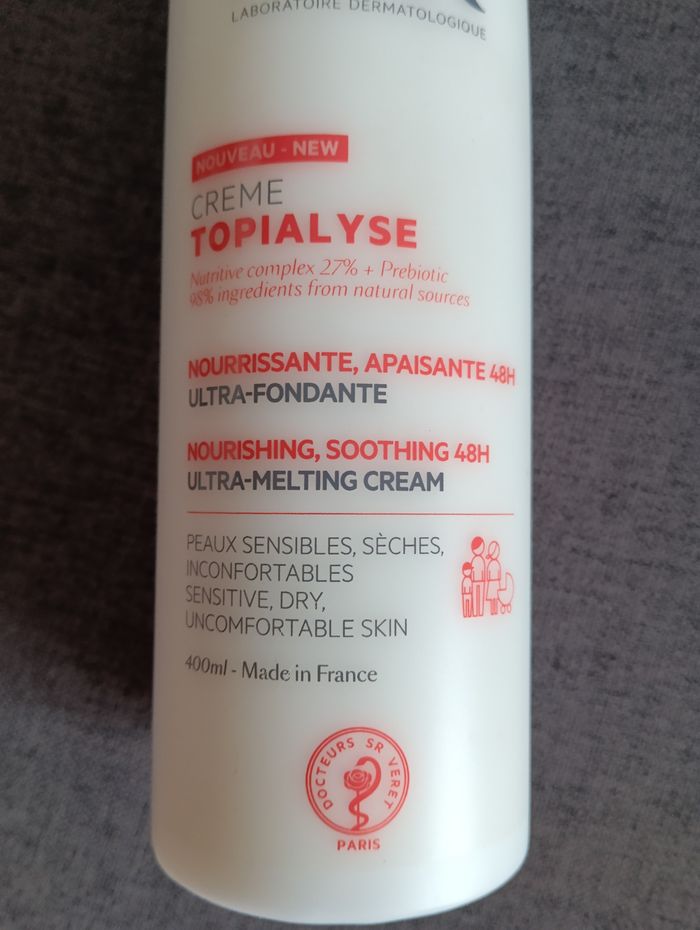 LABORATOIRE DERMATOLOGIQUE
NOUVEAU - NEW
CREME
TOPIALYSE
Nutritive complex 27% + Prebiotic
98% ingredients from natural sources
NOURRISSANTE, APAISANTE 48H
ULTRA-FONDANTE
NOURISHING, SOOTHING 48H
ULTRA-MELTING CREAM
PEAUX SENSIBLES, SÈCHES,
INCONFORTABLES
SENSITIVE, DRY,
UNCOMFORTABLE SKIN
400ml - Made in France
DOCTEURS SR VERET
PARIS